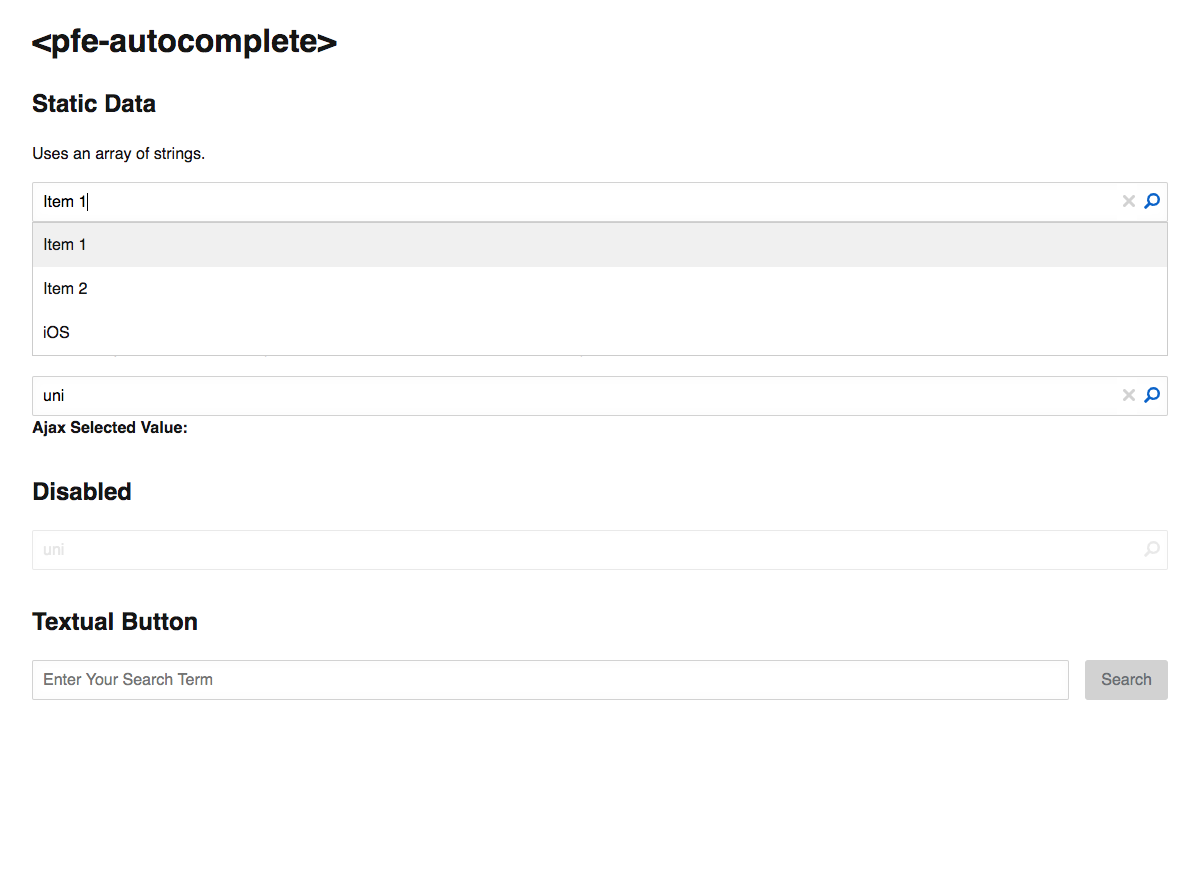 <pfe-autocomplete>
Static Data
Uses an array of strings.
Item 1
Item 1
Item 2
iOS
uni
Ajax Selected Value:
Disabled
uni
Textual Button
Enter Your Search Term
Search